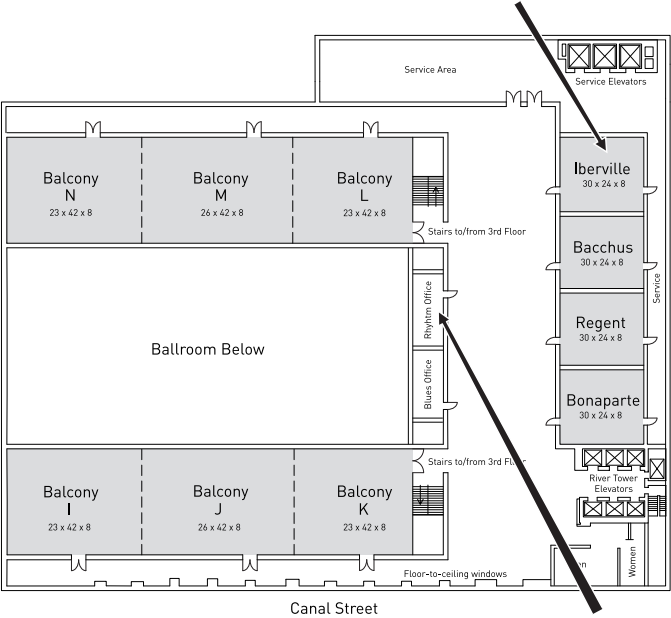 Service Area
Service Elevators
Balcony
N
23 x 42 x 8
Balcony
M
26 x 42 x 8
Balcony
L
23 x 42 x 8
Iberville
30 x 24 x 8
Stairs to/from 3rd Floor
Bacchus
30 x 24 x 8
Service
Rhyhtm Office
Regent
30 x 24 x 8
Ballroom Below
Blues Office
Bonaparte
30 x 24 x 8
Stairs to/from 3rd
River Tower
Elevators
Balcony
I
23 x 42 x 8
Balcony
J
26 x 42 x 8
Balcony
K
23 x 42 x 8
Women
Floor-to-ceiling windows
Canal Street